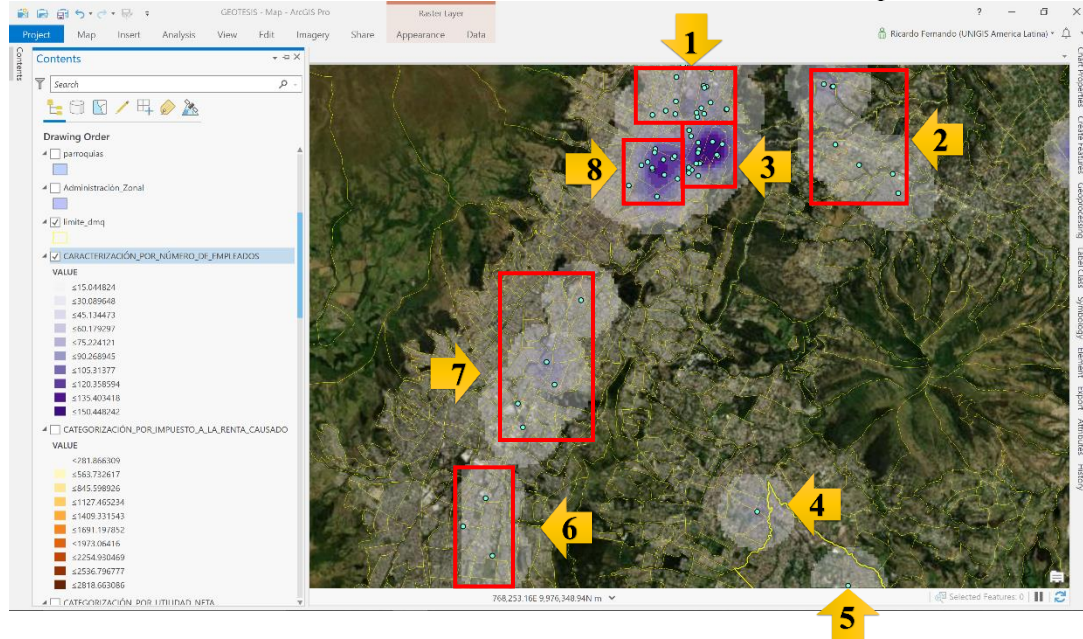 GEOTESIS - Map - ArcGIS Pro
Raster Layer
?
Project Map Insert Analysis View Edit Imagery Share Appearance Data
Ricardo Fernando (UNIGIS America Latina)
Contents
Contents
Search
Drawing Order
parroquias
Administración_Zonal
limite_dmq
CARACTERIZACIÓN_POR_NÚMERO_DE_EMPLEADOS
VALUE
≤15.044824
≤30.089648
≤45.134473
≤60.179297
≤75.224121
≤90.268945
≤105.31377
≤120.358594
≤135.403418
≤150.448242
CATEGORIZACIÓN_POR_IMPUESTO_A_LA_RENTA_CAUSADO
VALUE
≤281.866309
≤563.732617
≤845.598926
≤1127.465234
≤1409.331543
≤1691.197852
≤1973.06416
≤2254.930469
≤2536.796777
≤2818.663086
CATEGORIZACIÓN_POR_UTILIDAD_NETA
1
2
3
8
7
6
4
5
768,253.16E 9,976,348.94N m
Selected Features: 0
Chart Properties
Create Features
Geoprocessing
Label Class
Symbology
Element
Export
Attributes
History